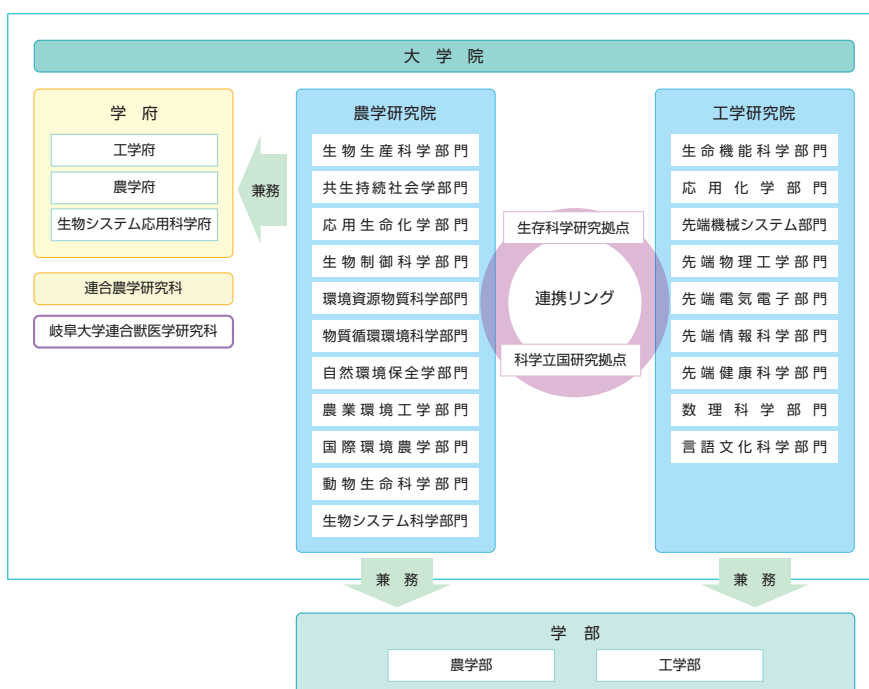 大学院
学府
工学府
農学府
生物システム応用科学府
連合農学研究科
岐阜大学連合獣医学研究科
兼務
農学研究院
生物生産科学部門
共生持続社会学部門
応用生命化学部門
生物制御科学部門
環境資源物質科学部門
物質循環環境科学部門
自然環境保全学部門
農業環境工学部門
国際環境農学部門
動物生命科学部門
生物システム科学部門
生存科学研究拠点
連携リング
科学立国研究拠点
工学研究院
生命機能科学部門
応用化学部門
先端機械システム部門
先端物理工学部門
先端電気電子部門
先端情報科学部門
先端健康科学部門
数理科学部門
言語文化科学部門
兼務
兼務
学部
農学部
工学部